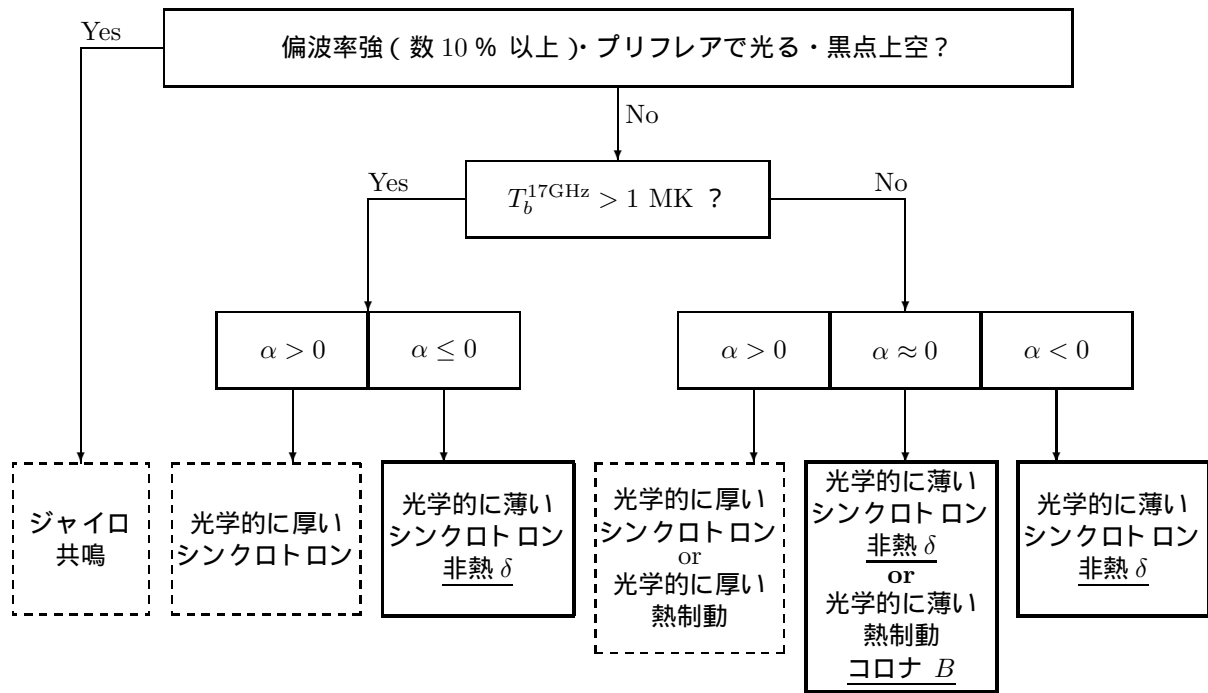 Yes
偏波率強(数 10 % 以上)・プリフレアで光る・黒点上空?
No
Yes
$T_b^{17\mathrm{GHz}} > 1$ MK ?
No
α > 0
α ≤ 0
α > 0
α ≈ 0
α < 0
ジャイロ
共鳴
光学的に厚い
シンクロトロン
光学的に薄い
シンクロトロン
非熱 δ
光学的に厚い
シンクロトロン
or
光学的に厚い
熱制動
光学的に薄い
シンクロトロン
非熱 δ
or
光学的に薄い
熱制動
コロナ B
光学的に薄い
シンクロトロン
非熱 δ